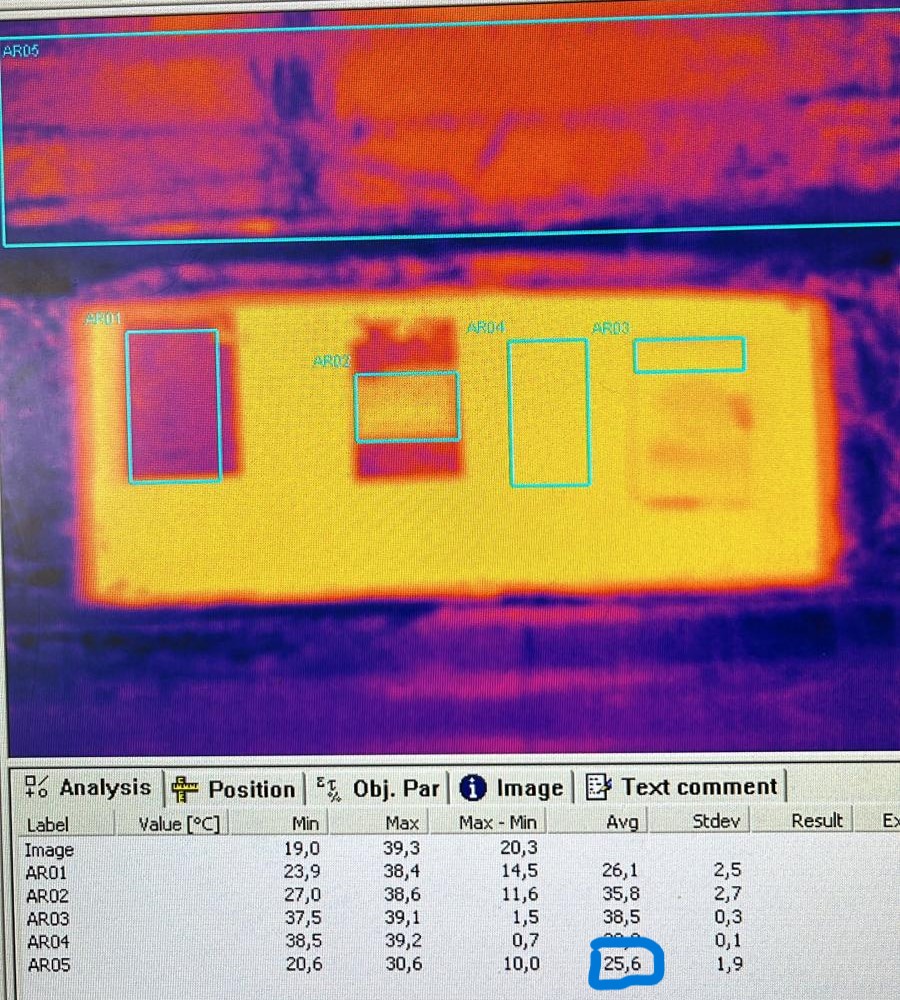 AR05
AR01
AR04 AR03
AR02
Analysis Position Obj. Par Image Text comment
Label Value [°C] Min Max Max - Min Avg Stdev Result Ex
Image 19,0 39,3 20,3
AR01 23,9 38,4 14,5 26,1 2,5
AR02 27,0 38,6 11,6 35,8 2,7
AR03 37,5 39,1 1,5 38,5 0,3
AR04 38,5 39,2 0,7 0,1
AR05 20,6 30,6 10,0 25,6 1,9